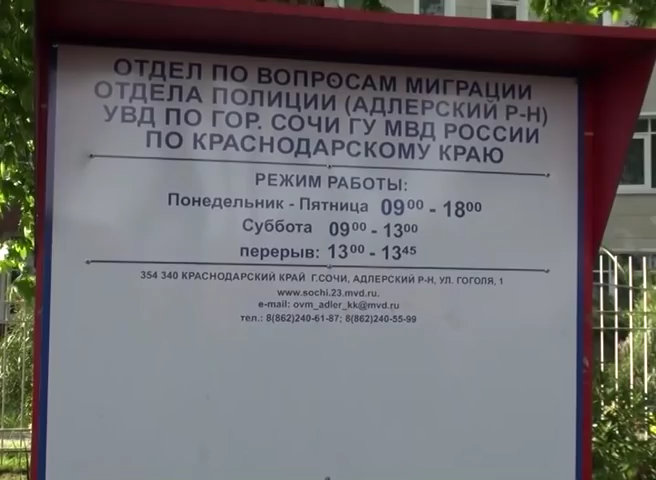 ОТДЕЛ ПО ВОПРОСАМ МИГРАЦИИ
ОТДЕЛА ПОЛИЦИИ (АДЛЕРСКИЙ Р-Н)
УВД ПО ГОР. СОЧИ ГУ МВД РОССИИ
ПО КРАСНОДАРСКОМУ КРАЮ
РЕЖИМ РАБОТЫ:
Понедельник - Пятница 09⁰⁰ - 18⁰⁰
Суббота 09⁰⁰ - 13⁰⁰
перерыв: 13⁰⁰ - 13⁴⁵
354 340 КРАСНОДАРСКИЙ КРАЙ Г.СОЧИ, АДЛЕРСКИЙ Р-Н, УЛ. ГОГОЛЯ, 1
www.sochi.23.mvd.ru.
e-mail: ovm_adler_kk@mvd.ru
тел.: 8(862)240-61-87; 8(862)240-55-99